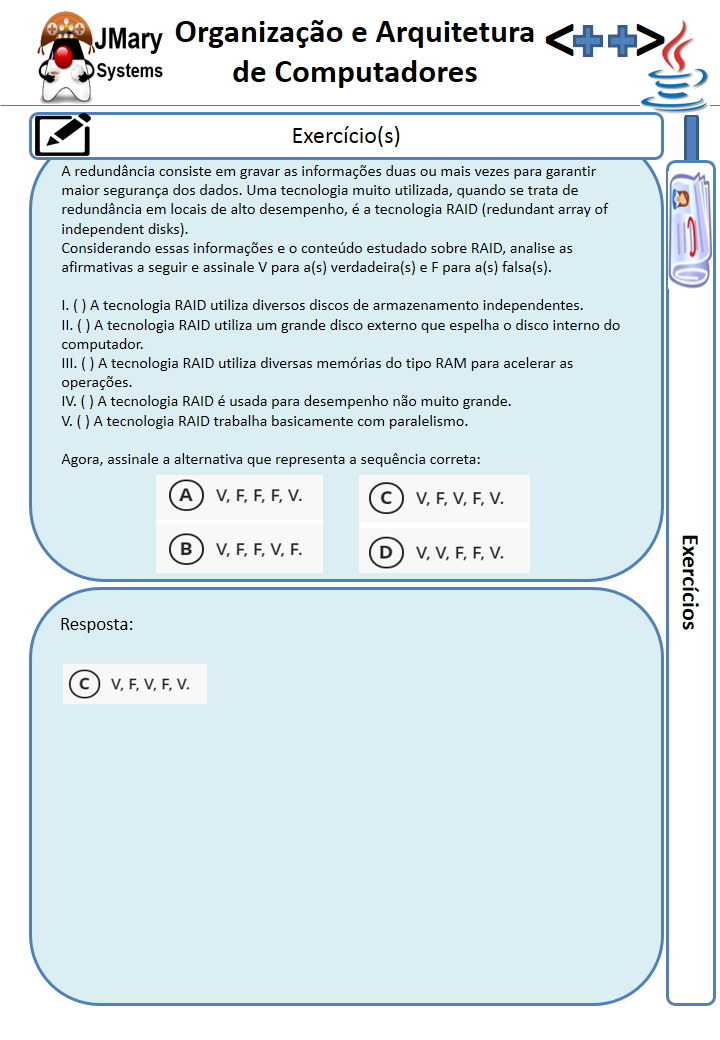 JMary
Systems
Organização e Arquitetura
de Computadores
<++>
Exercício(s)
A redundância consiste em gravar as informações duas ou mais vezes para garantir
maior segurança dos dados. Uma tecnologia muito utilizada, quando se trata de
redundância em locais de alto desempenho, é a tecnologia RAID (redundant array of
independent disks).
Considerando essas informações e o conteúdo estudado sobre RAID, analise as
afirmativas a seguir e assinale V para a(s) verdadeira(s) e F para a(s) falsa(s).
I. ( ) A tecnologia RAID utiliza diversos discos de armazenamento independentes.
II. ( ) A tecnologia RAID utiliza um grande disco externo que espelha o disco interno do
computador.
III. ( ) A tecnologia RAID utiliza diversas memórias do tipo RAM para acelerar as
operações.
IV. ( ) A tecnologia RAID é usada para desempenho não muito grande.
V. ( ) A tecnologia RAID trabalha basicamente com paralelismo.
Agora, assinale a alternativa que representa a sequência correta:
A V, F, F, F, V.
B V, F, F, V, F.
C V, F, V, F, V.
D V, V, F, F, V.
Resposta:
C V, F, V, F, V.
Exercícios